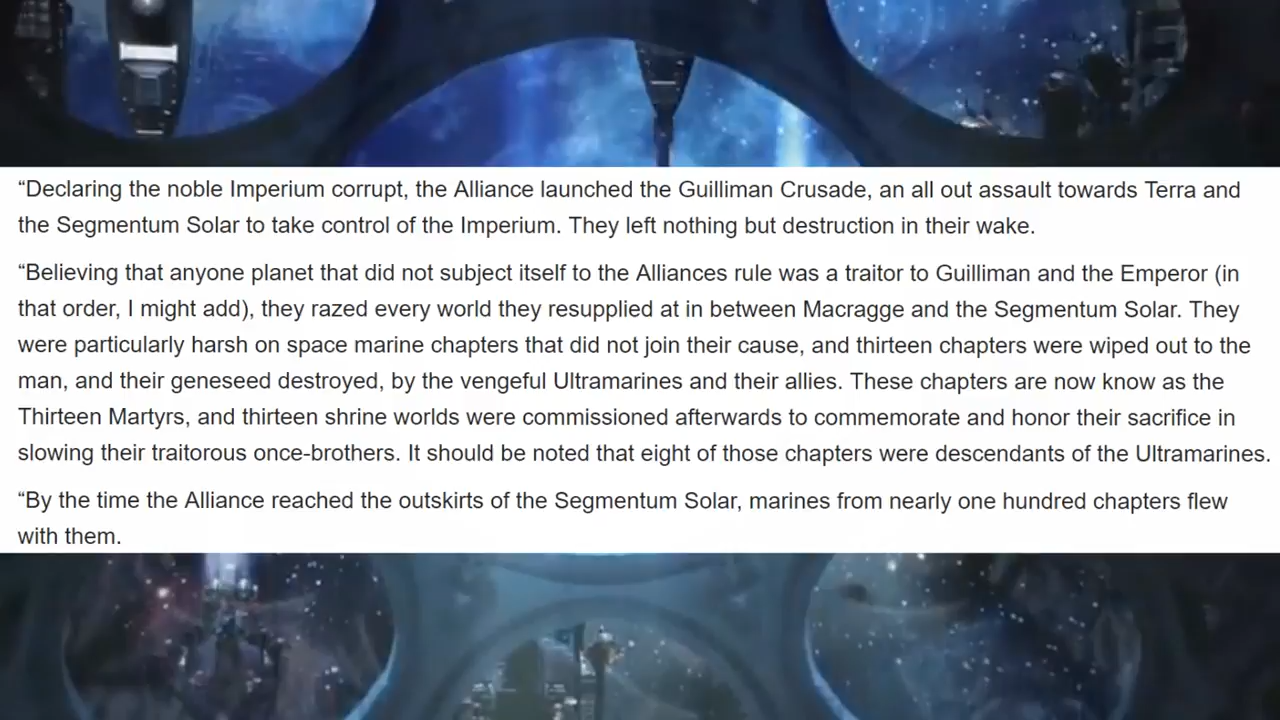 “Declaring the noble Imperium corrupt, the Alliance launched the Guilliman Crusade, an all out assault towards Terra and
the Segmentum Solar to take control of the Imperium. They left nothing but destruction in their wake.
“Believing that anyone planet that did not subject itself to the Alliances rule was a traitor to Guilliman and the Emperor (in
that order, I might add), they razed every world they resupplied at in between Macragge and the Segmentum Solar. They
were particularly harsh on space marine chapters that did not join their cause, and thirteen chapters were wiped out to the
man, and their geneseed destroyed, by the vengeful Ultramarines and their allies. These chapters are now know as the
Thirteen Martyrs, and thirteen shrine worlds were commissioned afterwards to commemorate and honor their sacrifice in
slowing their traitorous once-brothers. It should be noted that eight of those chapters were descendants of the Ultramarines.
“By the time the Alliance reached the outskirts of the Segmentum Solar, marines from nearly one hundred chapters flew
with them.